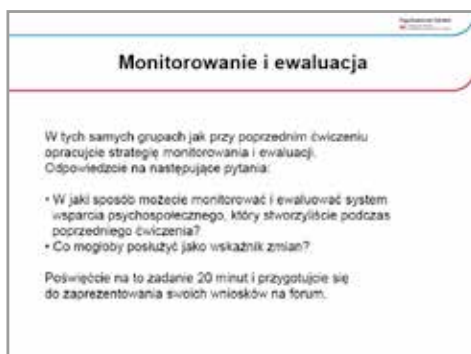 Monitorowanie i ewaluacja
W tych samych grupach jak przy poprzednim ćwiczeniu
opracujcie strategię monitorowania i ewaluacji.
Odpowiedzcie na następujące pytania:
• W jaki sposób możecie monitorować i ewaluować system
wsparcia psychospołecznego, który stworzyliście podczas
poprzedniego ćwiczenia?
• Co mogłoby posłużyć jako wskaźnik zmian?
Poświęćcie na to zadanie 20 minut i przygotujcie się
do zaprezentowania swoich wniosków na forum.